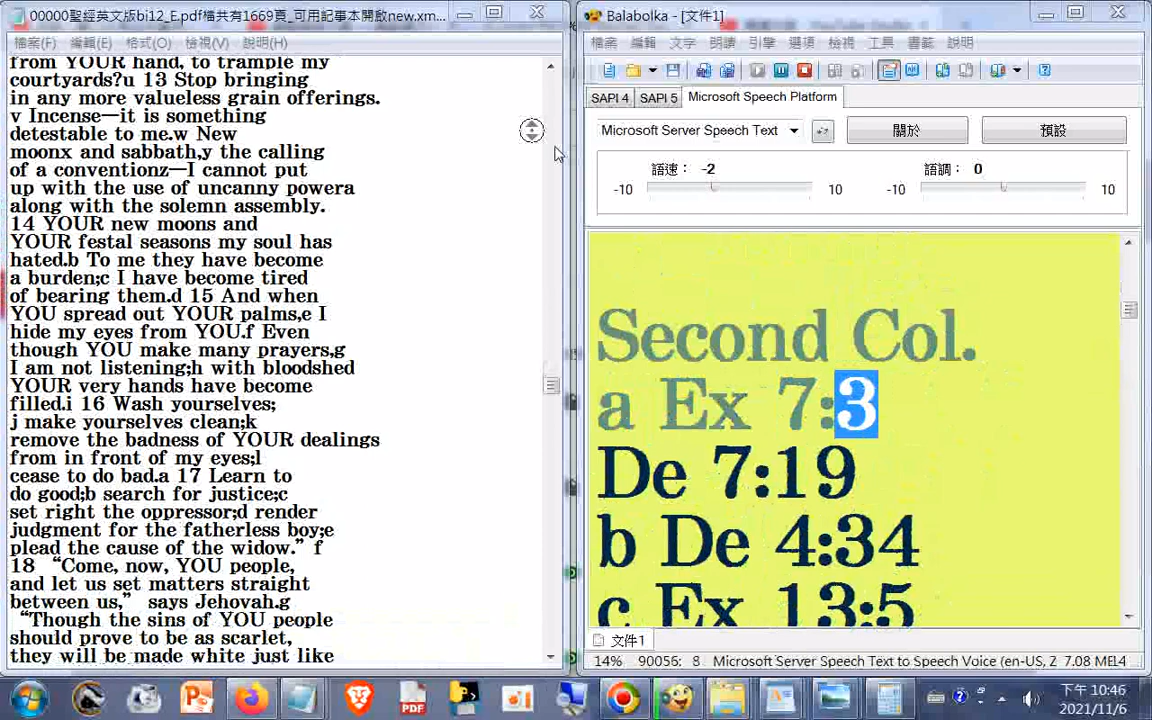 00000聖經英文版bi12_E.pdf檔共有1669頁_可用記事本開啟new.xm...
檔案(F) 編輯(E) 格式(O) 檢視(V) 說明(H)
from YOUR hand, to trample my
courtyards?u 13 Stop bringing
in any more valueless grain offerings.
v Incense—it is something
detestable to me.w New
moonx and sabbath,y the calling
of a conventionz—I cannot put
up with the use of uncanny powera
along with the solemn assembly.
14 YOUR new moons and
YOUR festal seasons my soul has
hated.b To me they have become
a burden;c I have become tired
of bearing them.d 15 And when
YOU spread out YOUR palms,e I
hide my eyes from YOU.f Even
though YOU make many prayers,g
I am not listening;h with bloodshed
YOUR very hands have become
filled.i 16 Wash yourselves;
j make yourselves clean;k
remove the badness of YOUR dealings
from in front of my eyes;l
cease to do bad.a 17 Learn to
do good;b search for justice;c
set right the oppressor;d render
judgment for the fatherless boy;e
plead the cause of the widow.” f
18 “Come, now, YOU people,
and let us set matters straight
between us,” says Jehovah.g
“Though the sins of YOU people
should prove to be as scarlet,
they will be made white just like
Balabolka - [文件1]
檔案 編輯 文字 朗讀 引擎 選項 檢視 工具 書籤 說明
SAPI 4 SAPI 5 Microsoft Speech Platform
Microsoft Server Speech Text 關於 預設
語速： -2 語調： 0
-10 10 -10 10
Second Col.
a Ex 7:3
De 7:19
b De 4:34
c Ex 13:5
文件1
14% 90056: 8 Microsoft Server Speech Text to Speech Voice (en-US, Z 7.08 ME14
PDF
下午 10:46
2021/11/6